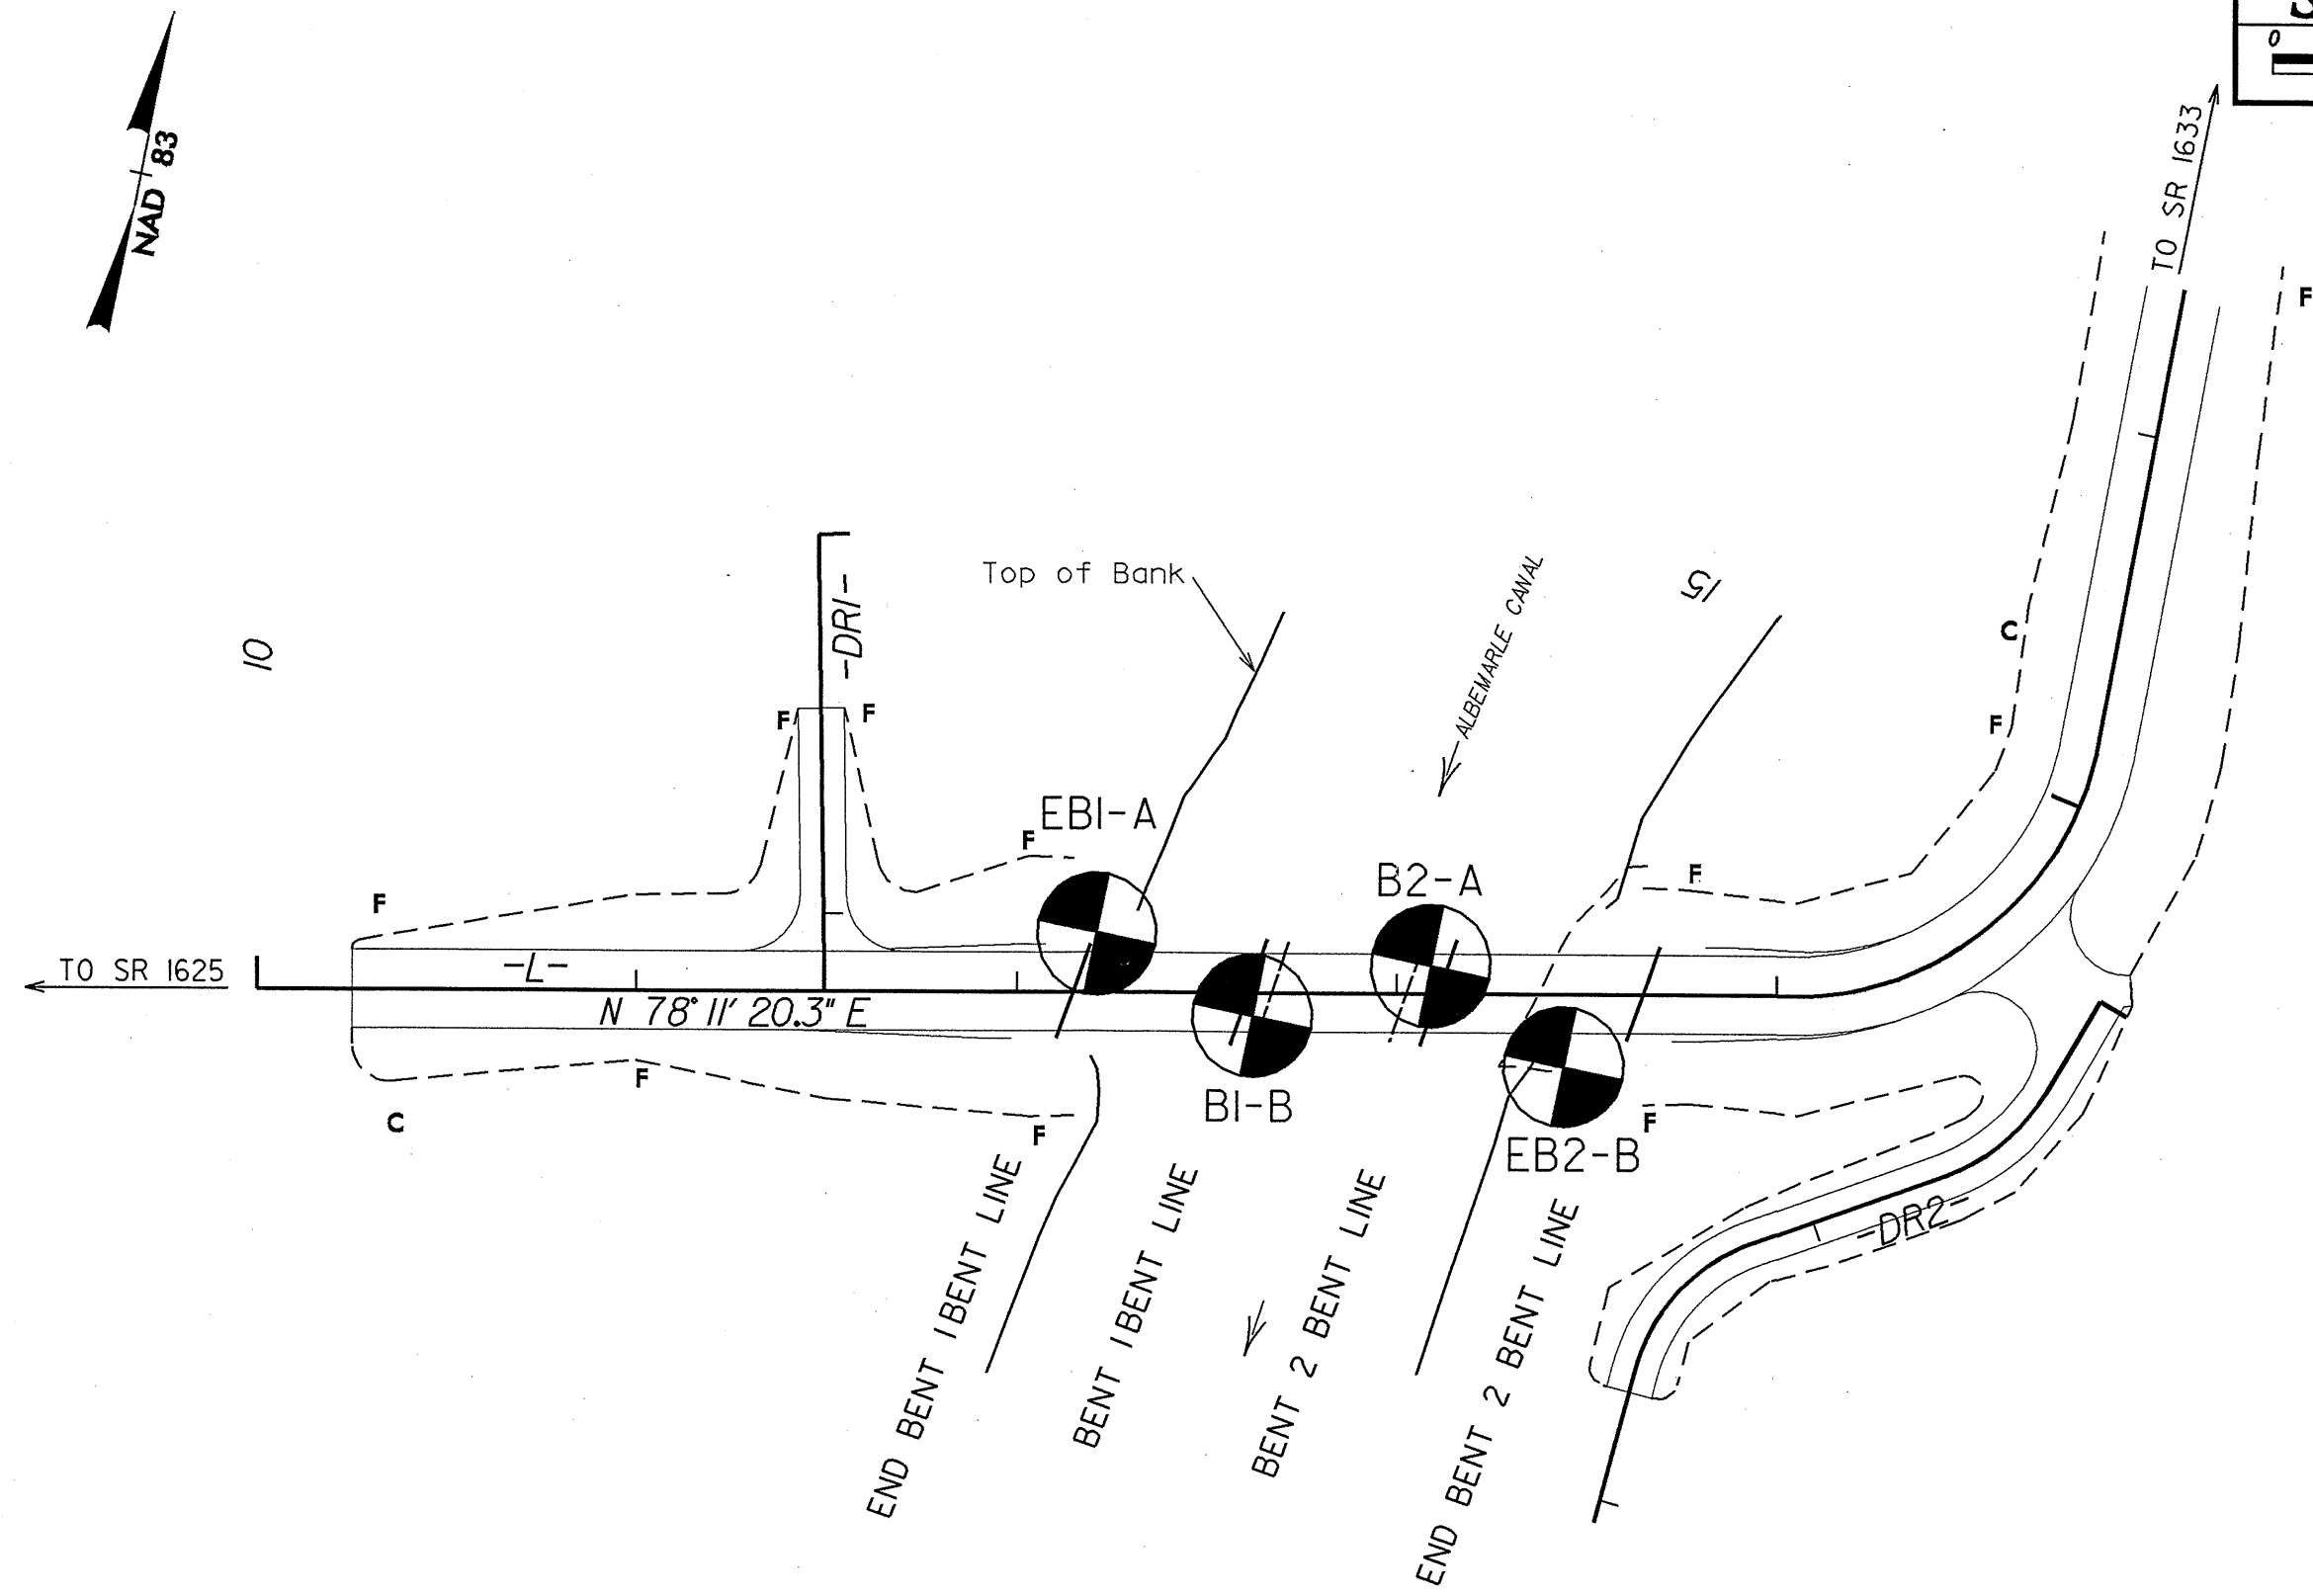 0
NAD 83
TO SR 1633
F
Top of Bank
ALBEMARLE CANAL
15
10
-DR1-
C
F
F
F
EB1-A
F
B2-A
F
F
-L-
TO SR 1625
N 78° 11' 20.3" E
F
C
F
B1-B
F
EB2-B
END BENT 1 BENT LINE
BENT 1 BENT LINE
BENT 2 BENT LINE
END BENT 2 BENT LINE
-DR2-